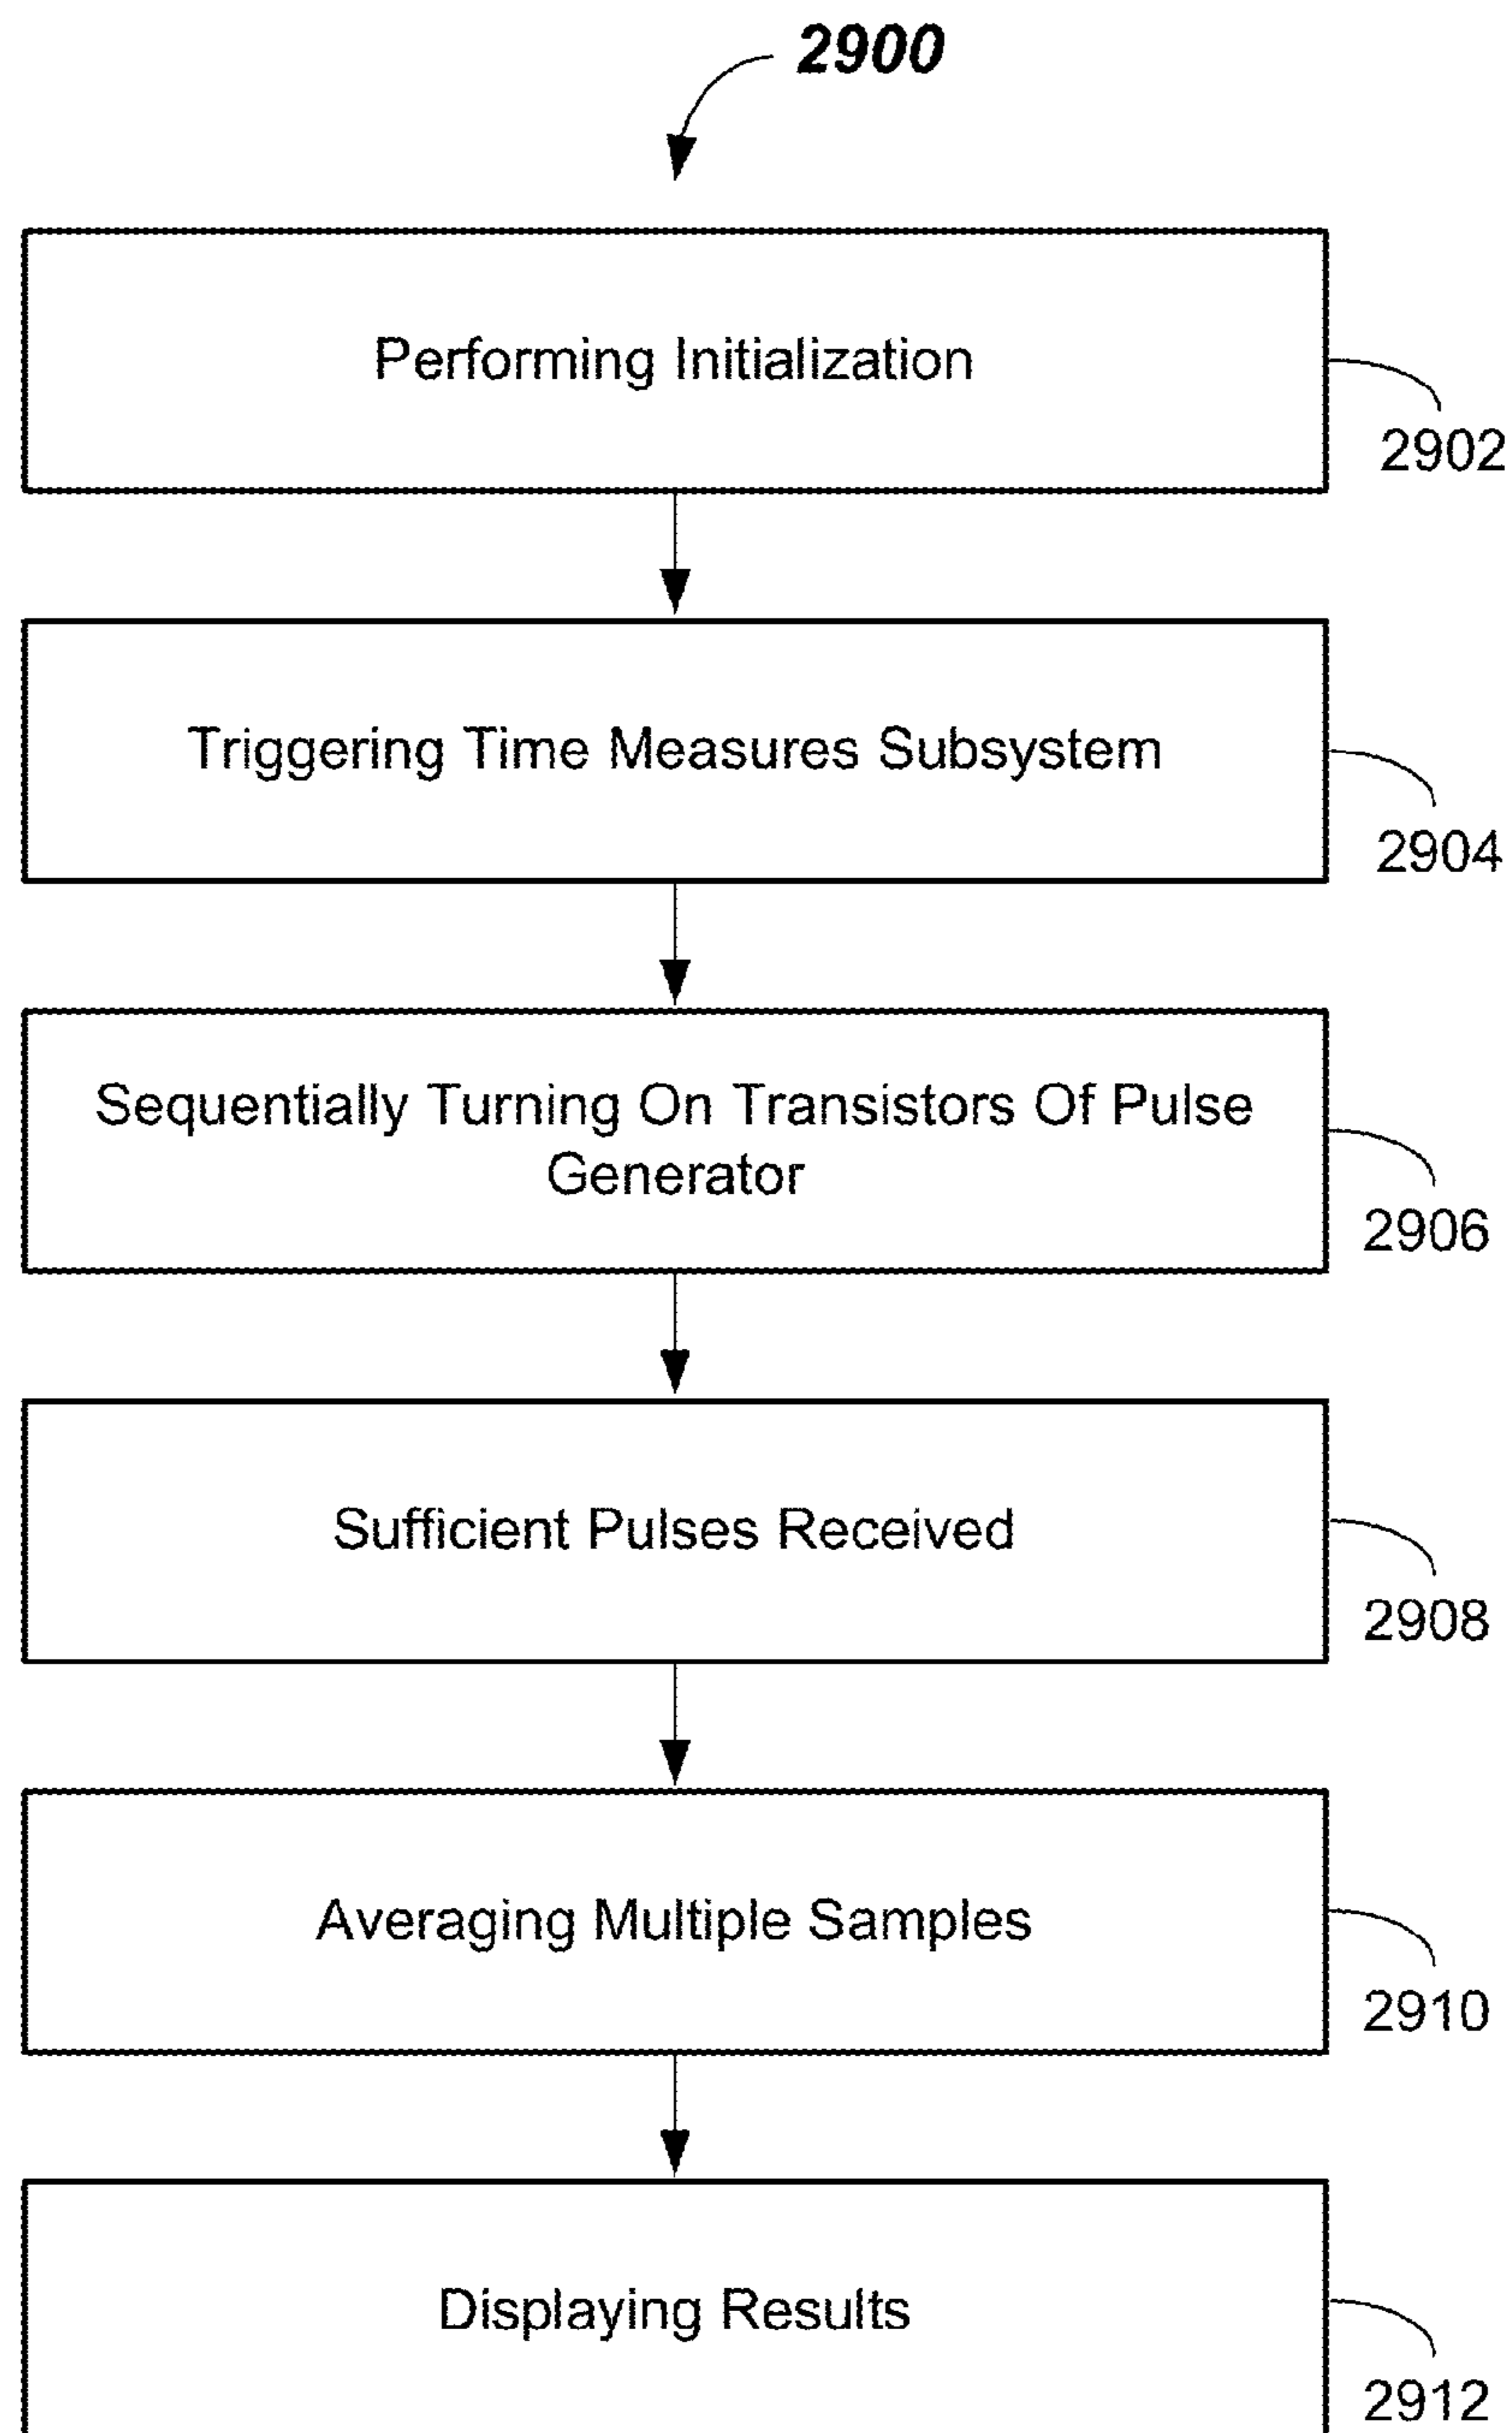 2900
Performing Initialization
2902
Triggering Time Measures Subsystem
2904
Sequentially Turning On Transistors Of Pulse
Generator
2906
Sufficient Pulses Received
2908
Averaging Multiple Samples
2910
Displaying Results
2912